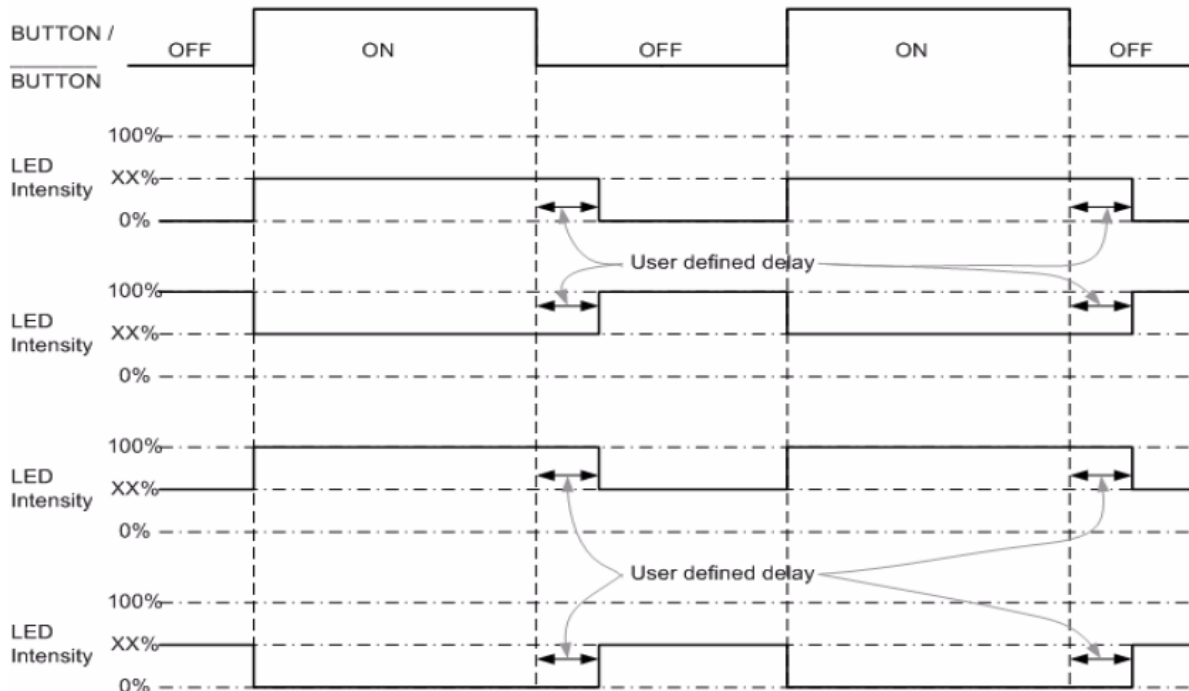 BUTTON /
BUTTON
OFF
ON
OFF
ON
OFF
100%
LED
Intensity
XX%
0%
User defined delay
100%
LED
Intensity
XX%
0%
100%
LED
Intensity
XX%
0%
User defined delay
100%
LED
Intensity
XX%
0%